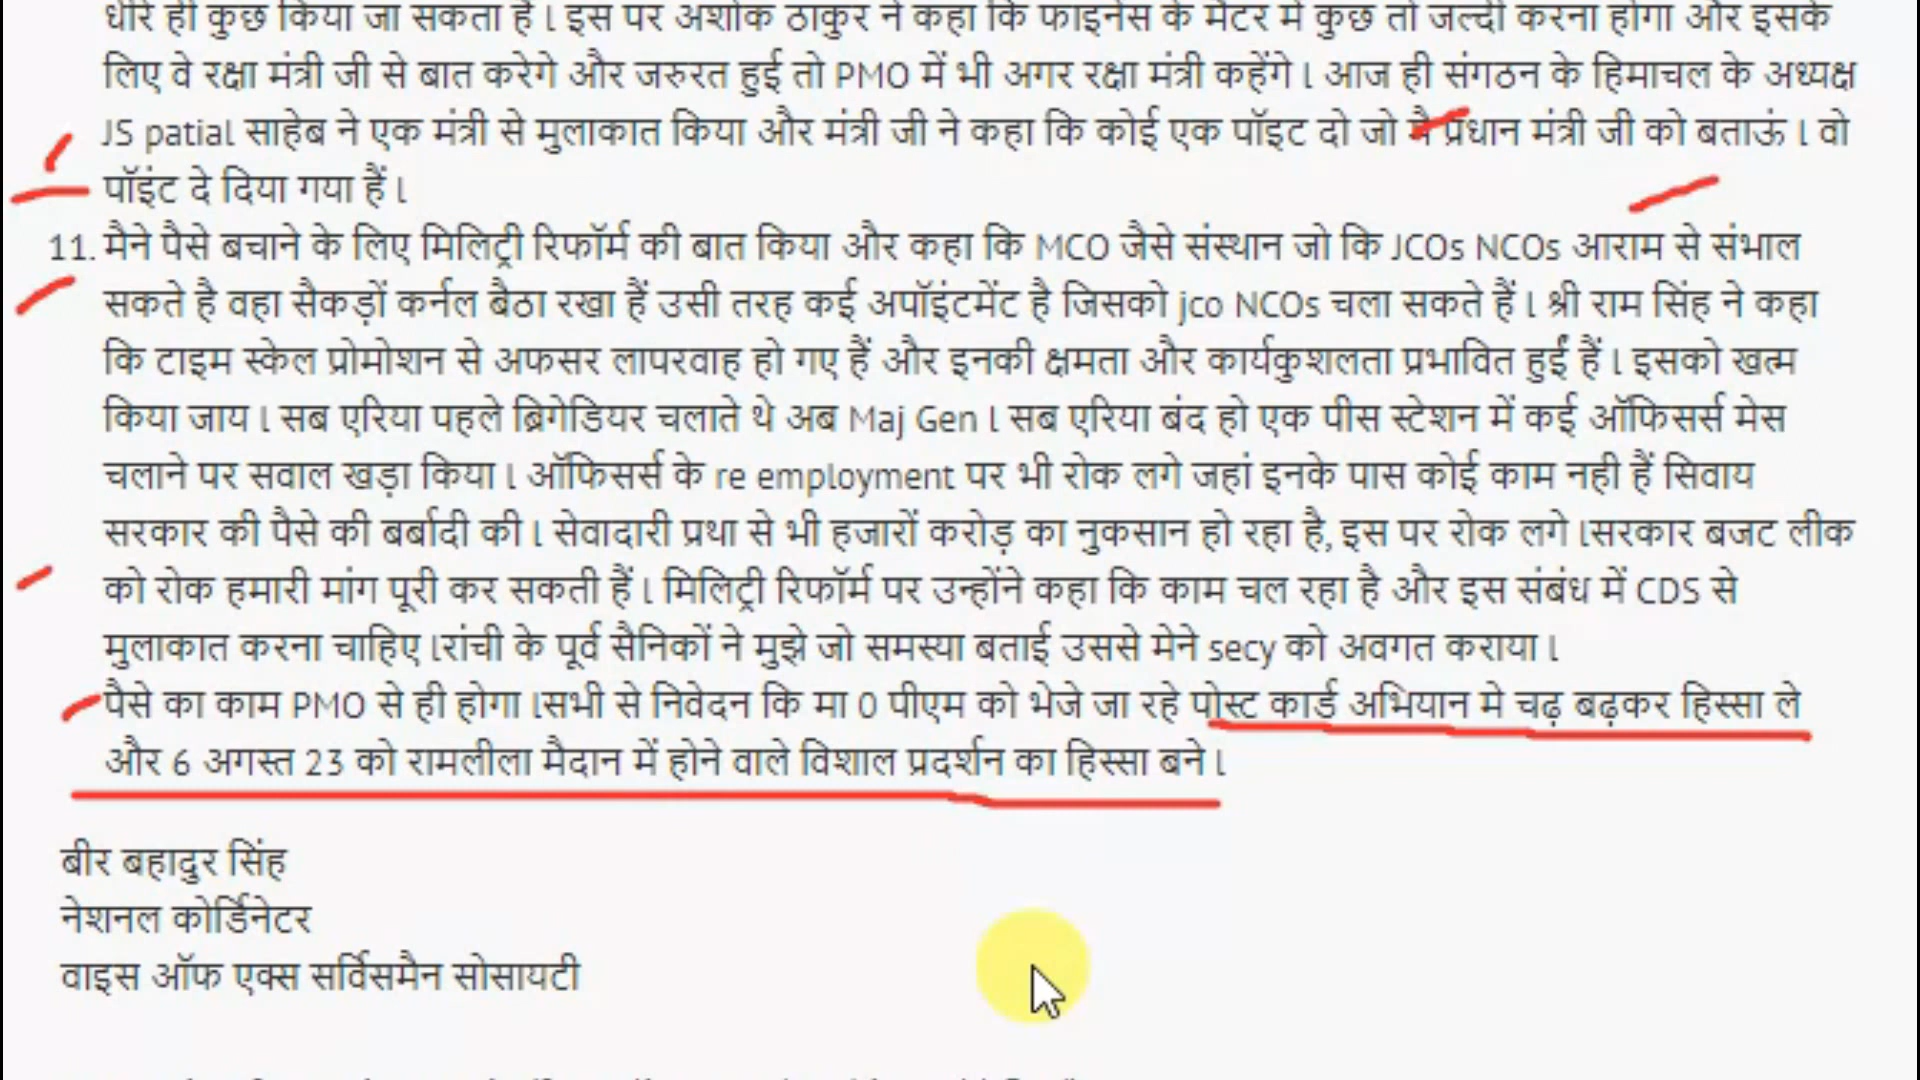 धीरे ही कुछ किया जा सकता है l इस पर अशोक ठाकुर ने कहा कि फाइनेंस के मैटर में कुछ तो जल्दी करना होगा और इसके
लिए वे रक्षा मंत्री जी से बात करेगे और जरुरत हुई तो PMO में भी अगर रक्षा मंत्री कहेंगे l आज ही संगठन के हिमाचल के अध्यक्ष
JS patial साहेब ने एक मंत्री से मुलाकात किया और मंत्री जी ने कहा कि कोई एक पॉइट दो जो मै प्रधान मंत्री जी को बताऊं l वो
पॉइंट दे दिया गया हैं l
11. मैने पैसे बचाने के लिए मिलिट्री रिफॉर्म की बात किया और कहा कि MCO जैसे संस्थान जो कि JCOs NCOs आराम से संभाल
सकते है वहा सैकड़ों कर्नल बैठा रखा हैं उसी तरह कई अपॉइंटमेंट है जिसको jco NCOs चला सकते हैं l श्री राम सिंह ने कहा
कि टाइम स्केल प्रोमोशन से अफसर लापरवाह हो गए हैं और इनकी क्षमता और कार्यकुशलता प्रभावित हुईं हैं l इसको खत्म
किया जाय l सब एरिया पहले ब्रिगेडियर चलाते थे अब Maj Gen l सब एरिया बंद हो एक पीस स्टेशन में कई ऑफिसर्स मेस
चलाने पर सवाल खड़ा किया l ऑफिसर्स के re employment पर भी रोक लगे जहां इनके पास कोई काम नही हैं सिवाय
सरकार की पैसे की बर्बादी की l सेवादारी प्रथा से भी हजारों करोड़ का नुकसान हो रहा है, इस पर रोक लगे lसरकार बजट लीक
को रोक हमारी मांग पूरी कर सकती हैं l मिलिट्री रिफॉर्म पर उन्होंने कहा कि काम चल रहा है और इस संबंध में CDS से
मुलाकात करना चाहिए lरांची के पूर्व सैनिकों ने मुझे जो समस्या बताई उससे मेने secy को अवगत कराया l
पैसे का काम PMO से ही होगा lसभी से निवेदन कि मा 0 पीएम को भेजे जा रहे पोस्ट कार्ड अभियान मे चढ़ बढ़कर हिस्सा ले
और 6 अगस्त 23 को रामलीला मैदान में होने वाले विशाल प्रदर्शन का हिस्सा बने l
बीर बहादुर सिंह
नेशनल कोर्डिनेटर
वाइस ऑफ एक्स सर्विसमैन सोसायटी